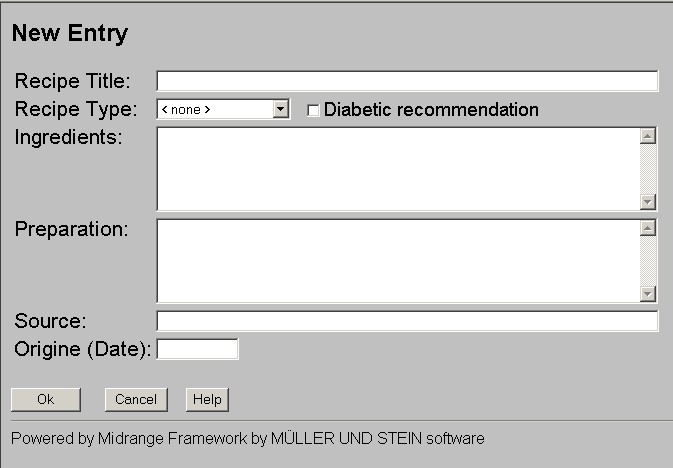 New Entry
Recipe Title:
Recipe Type: < none > Diabetic recommendation
Ingredients:
Preparation:
Source:
Origine (Date):
Ok Cancel Help
Powered by Midrange Framework by MÜLLER UND STEIN software